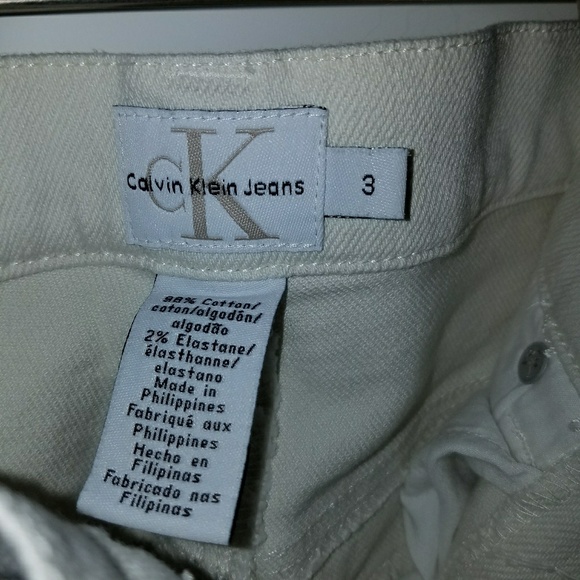 CK
Calvin Klein Jeans
3
98% Cotton/
coton/algodón/
algodão
2% Elastane/
élasthanne/
elastano
Made in
Philippines
Fabriqué aux
Philippines
Hecho en
Filipinas
Fabricado nas
Filipinas